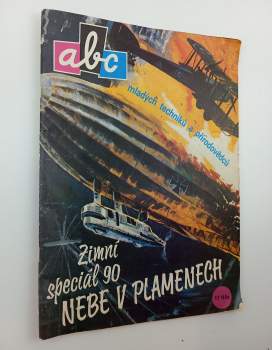 abc
mladých techniků a přírodovědců
Zimní
speciál 90
NEBE V PLAMENECH